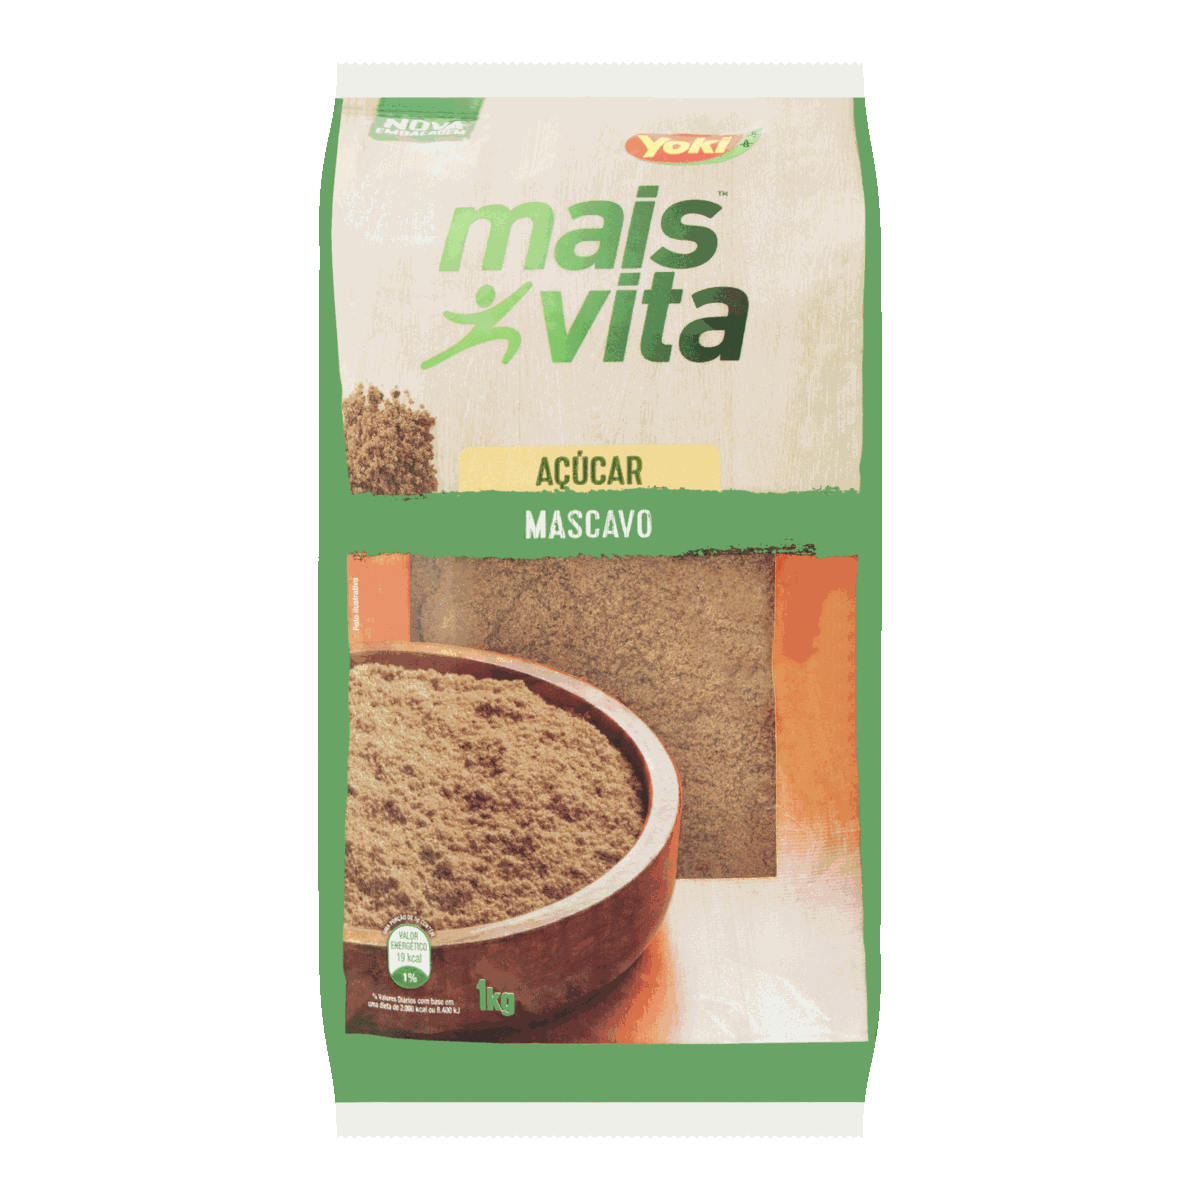 NOVA
EMBALAGEM
Yoki
mais™
vita
AÇÚCAR
MASCAVO
Foto ilustrativa
VALOR
ENERGÉTICO
19 kcal
1%
% Valores Diários com base em
uma dieta de 2.000 kcal ou 8.400 kJ
1kg